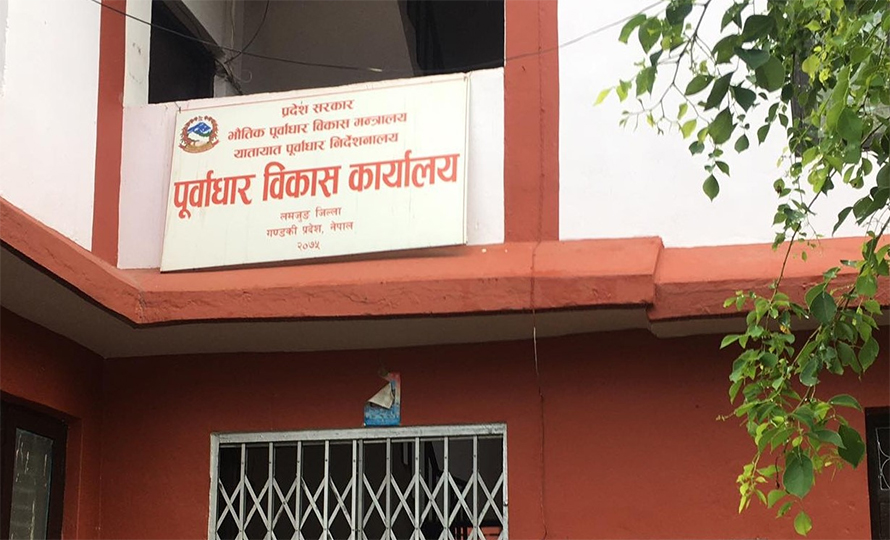 प्रदेश सरकार
भौतिक पूर्वाधार विकास मन्त्रालय
यातायात पूर्वाधार निर्देशनालय
पूर्वाधार विकास कार्यालय
लमजुङ जिल्ला
गण्डकी प्रदेश, नेपाल
२०७५